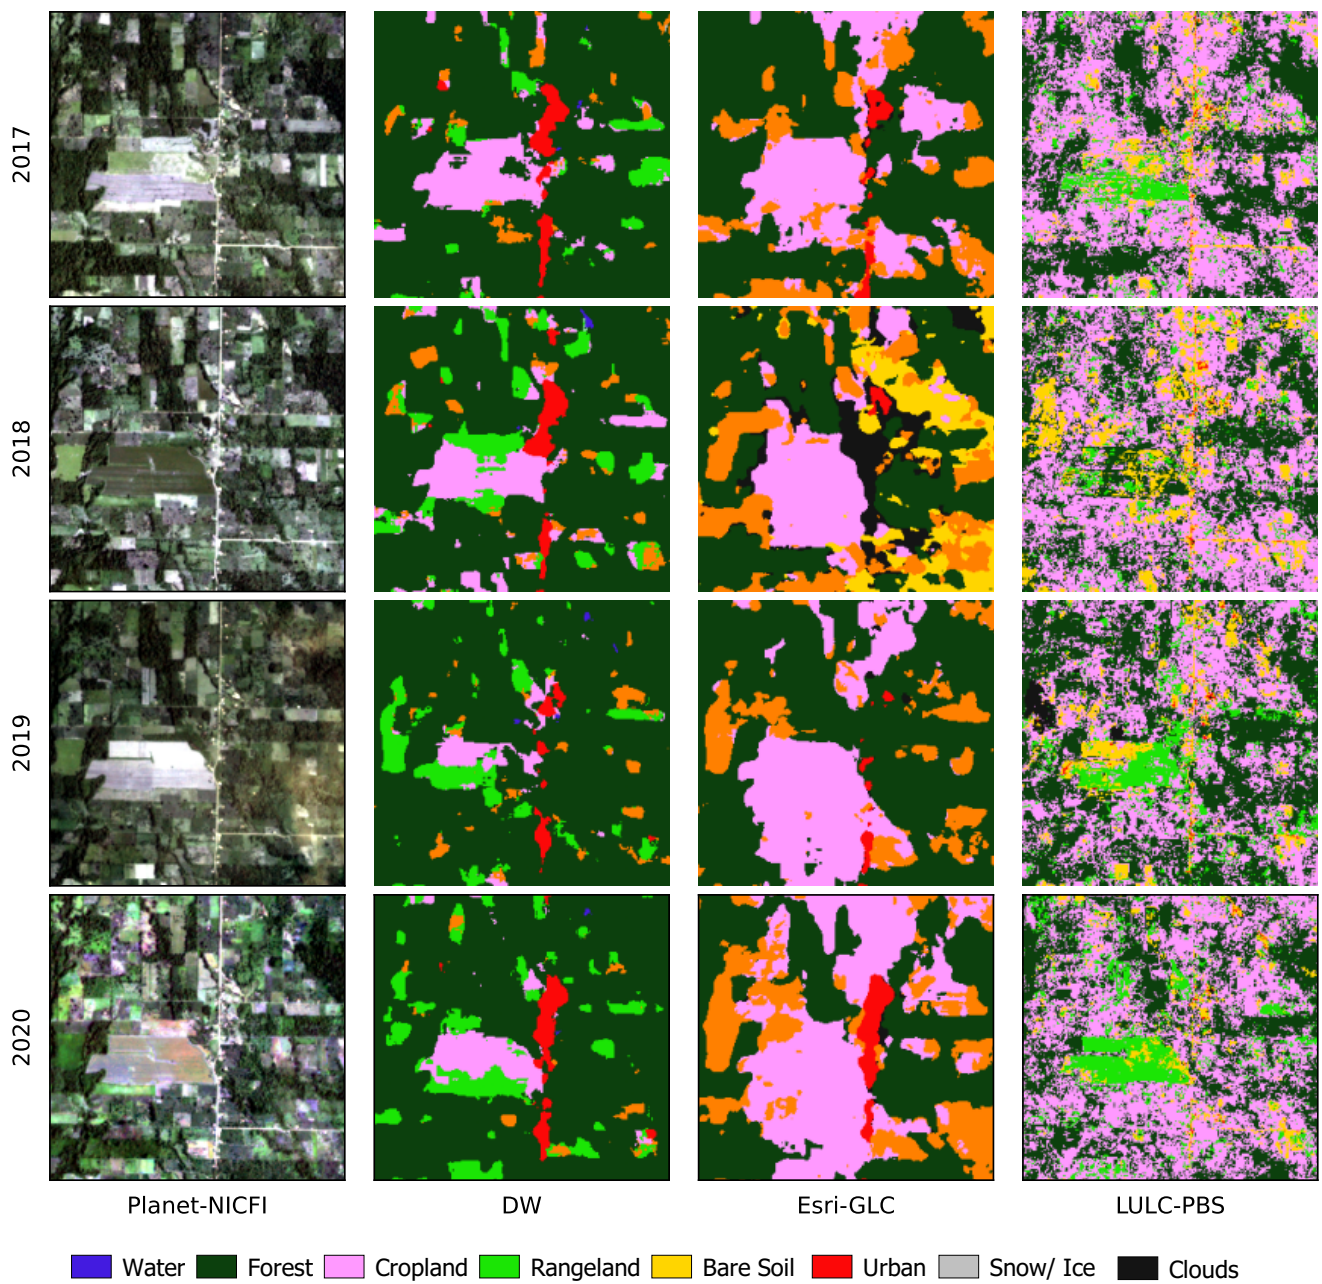 2017
2018
2019
2020
Planet-NICFI DW Esri-GLC LULC-PBS
Water Forest Cropland Rangeland Bare Soil Urban Snow/ Ice Clouds